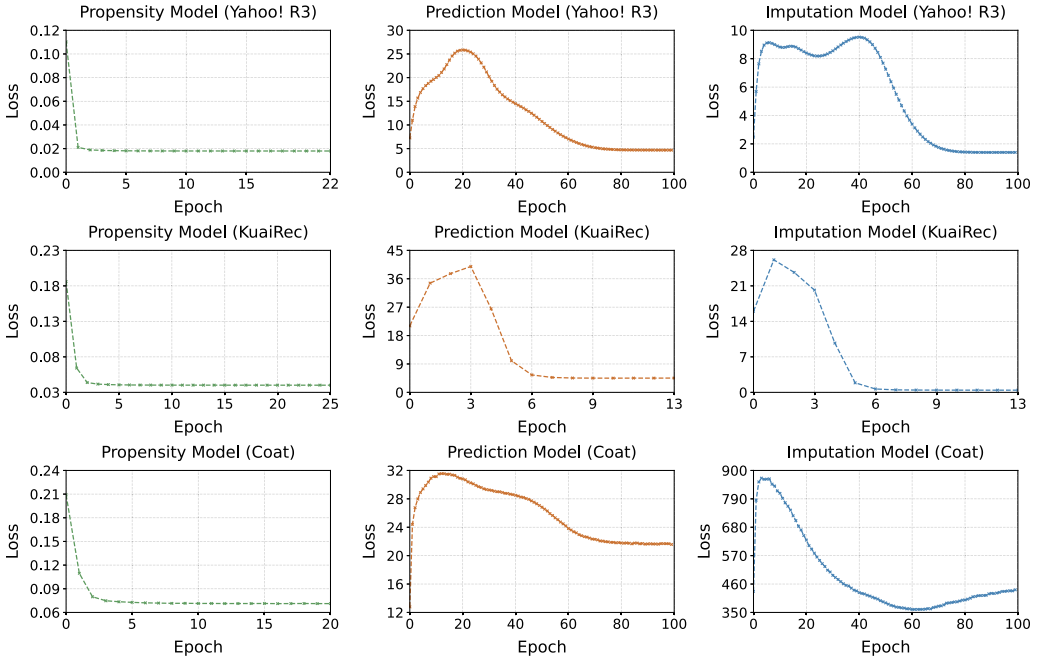 Propensity Model (Yahoo! R3)
Loss
0.12
0.10
0.08
0.06
0.04
0.02
0.00
0 5 10 15 22
Epoch
Prediction Model (Yahoo! R3)
Loss
30
25
20
15
10
5
0
0 20 40 60 80 100
Epoch
Imputation Model (Yahoo! R3)
Loss
10
8
6
4
2
0
0 20 40 60 80 100
Epoch
Propensity Model (KuaiRec)
Loss
0.23
0.18
0.13
0.08
0.03
0 5 10 15 20 25
Epoch
Prediction Model (KuaiRec)
Loss
45
36
27
18
9
0
0 3 6 9 13
Epoch
Imputation Model (KuaiRec)
Loss
28
21
14
7
0
0 3 6 9 13
Epoch
Propensity Model (Coat)
Loss
0.24
0.21
0.18
0.15
0.12
0.09
0.06
0 5 10 15 20
Epoch
Prediction Model (Coat)
Loss
32
28
24
20
16
12
0 20 40 60 80 100
Epoch
Imputation Model (Coat)
Loss
900
790
680
570
460
350
0 20 40 60 80 100
Epoch